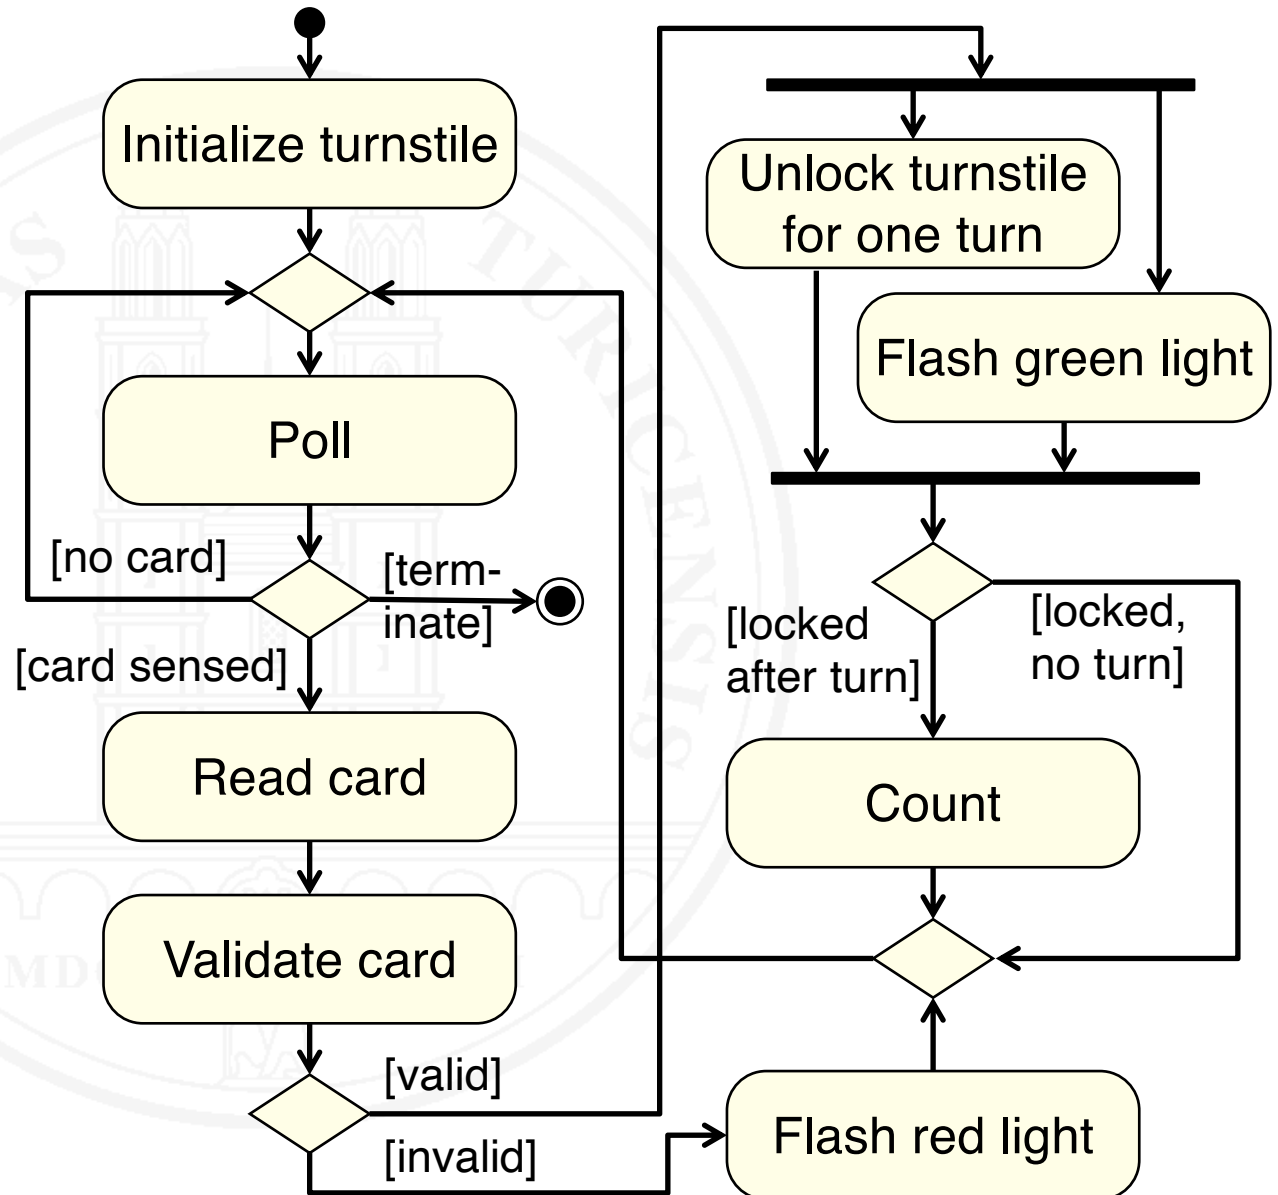 Initialize turnstile
Poll
[no card]
[term-
inate]
[card sensed]
Read card
Validate card
[valid]
[invalid]
Unlock turnstile
for one turn
Flash green light
[locked
after turn]
[locked,
no turn]
Count
Flash red light
TURICENSIS